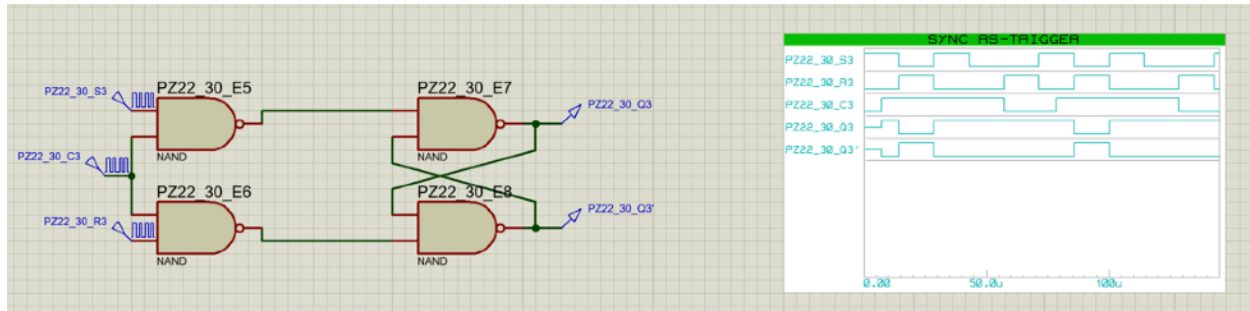 PZ22_30_S3
PZ22_30_E5
NAND
PZ22_30_C3
PZ22_30_E6
PZ22_30_R3
NAND
PZ22_30_E7
PZ22_30_Q3
NAND
PZ22_30_E8
PZ22_30_Q3'
NAND
SYNC RS-TRIGGER
PZ22_30_S3
PZ22_30_R3
PZ22_30_C3
PZ22_30_Q3
PZ22_30_Q3'
0.00 50.0u 100u